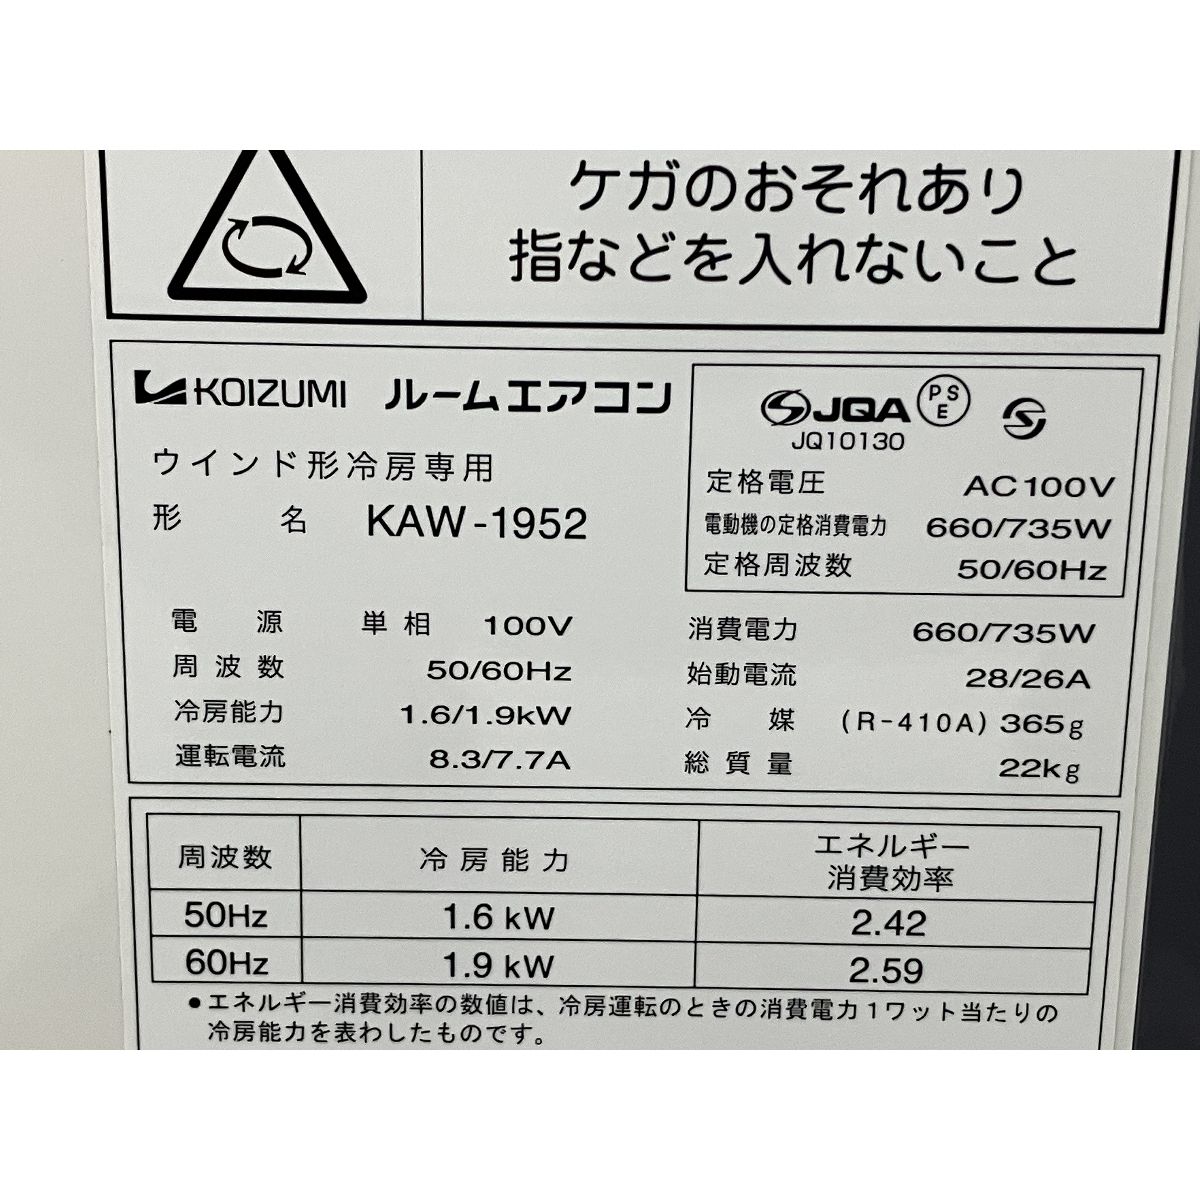 ケガのおそれあり
指などを入れないこと
KOIZUMI ルームエアコン
ウインド形冷房専用
形名 KAW-1952
JQA PSE
JQ10130
定格電圧 AC100V
電動機の定格消費電力 660/735W
定格周波数 50/60Hz
電源 単相 100V
周波数 50/60Hz
冷房能力 1.6/1.9kW
運転電流 8.3/7.7A
消費電力 660/735W
始動電流 28/26A
冷媒 (R-410A) 365g
総質量 22kg
周波数 冷房能力 エネルギー
消費効率
50Hz 1.6 kW 2.42
60Hz 1.9 kW 2.59
●エネルギー消費効率の数値は、冷房運転のときの消費電力1ワット当たりの
冷房能力を表わしたものです。